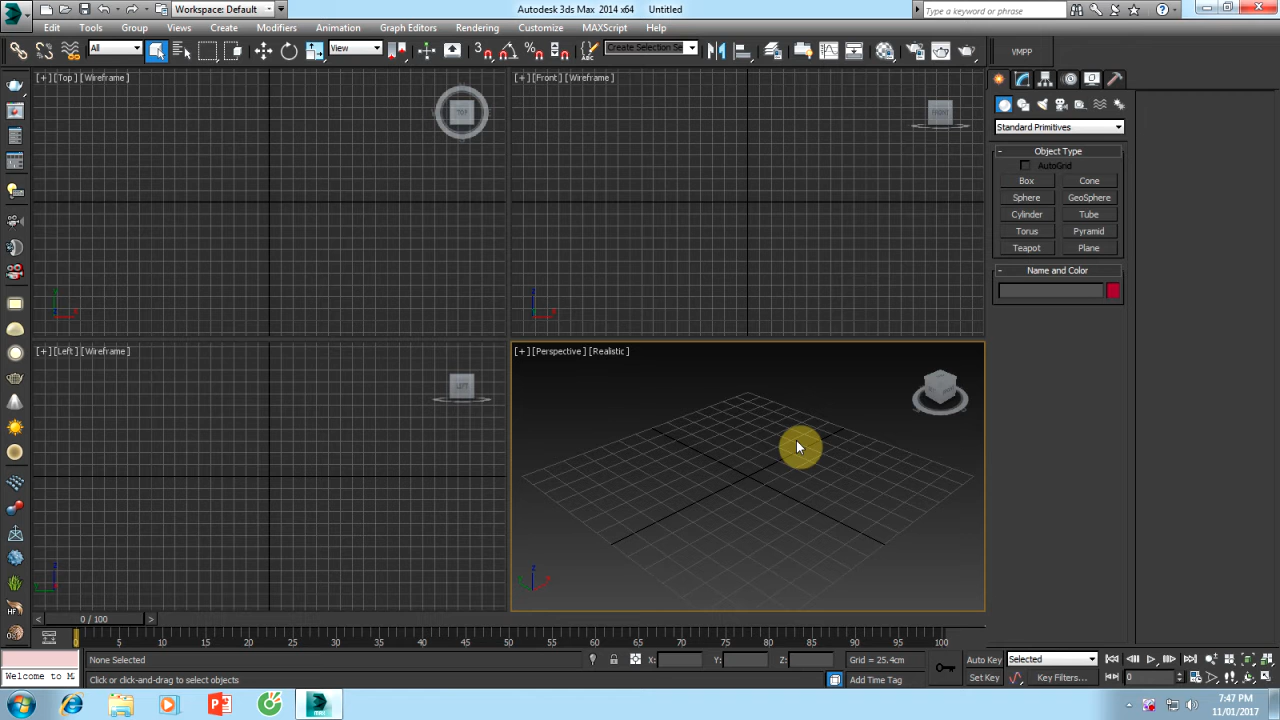 Workspace: Default
Autodesk 3ds Max 2014 x64
Untitled
Type a keyword or phrase
Edit
Tools
Group
Views
Create
Modifiers
Animation
Graph Editors
Rendering
Customize
MAXScript
Help
All
View
Create Selection Se
VMPP
[+] [Top] [Wireframe]
TOP
[+] [Front] [Wireframe]
FRONT
Standard Primitives
Object Type
AutoGrid
Box
Cone
Sphere
GeoSphere
Cylinder
Tube
Torus
Pyramid
Teapot
Plane
Name and Color
[+] [Left] [Wireframe]
LEFT
[+] [Perspective] [Realistic]
0 / 100
0 5 10 15 20 25 30 35 40 45 50 55 60 65 70 75 80 85 90 95 100
None Selected
X:
Y:
Z:
Grid = 25.4cm
Auto Key
Selected
Welcome to M
Click or click-and-drag to select objects
Add Time Tag
Set Key
Key Filters...
0
7:47 PM
11/01/2017